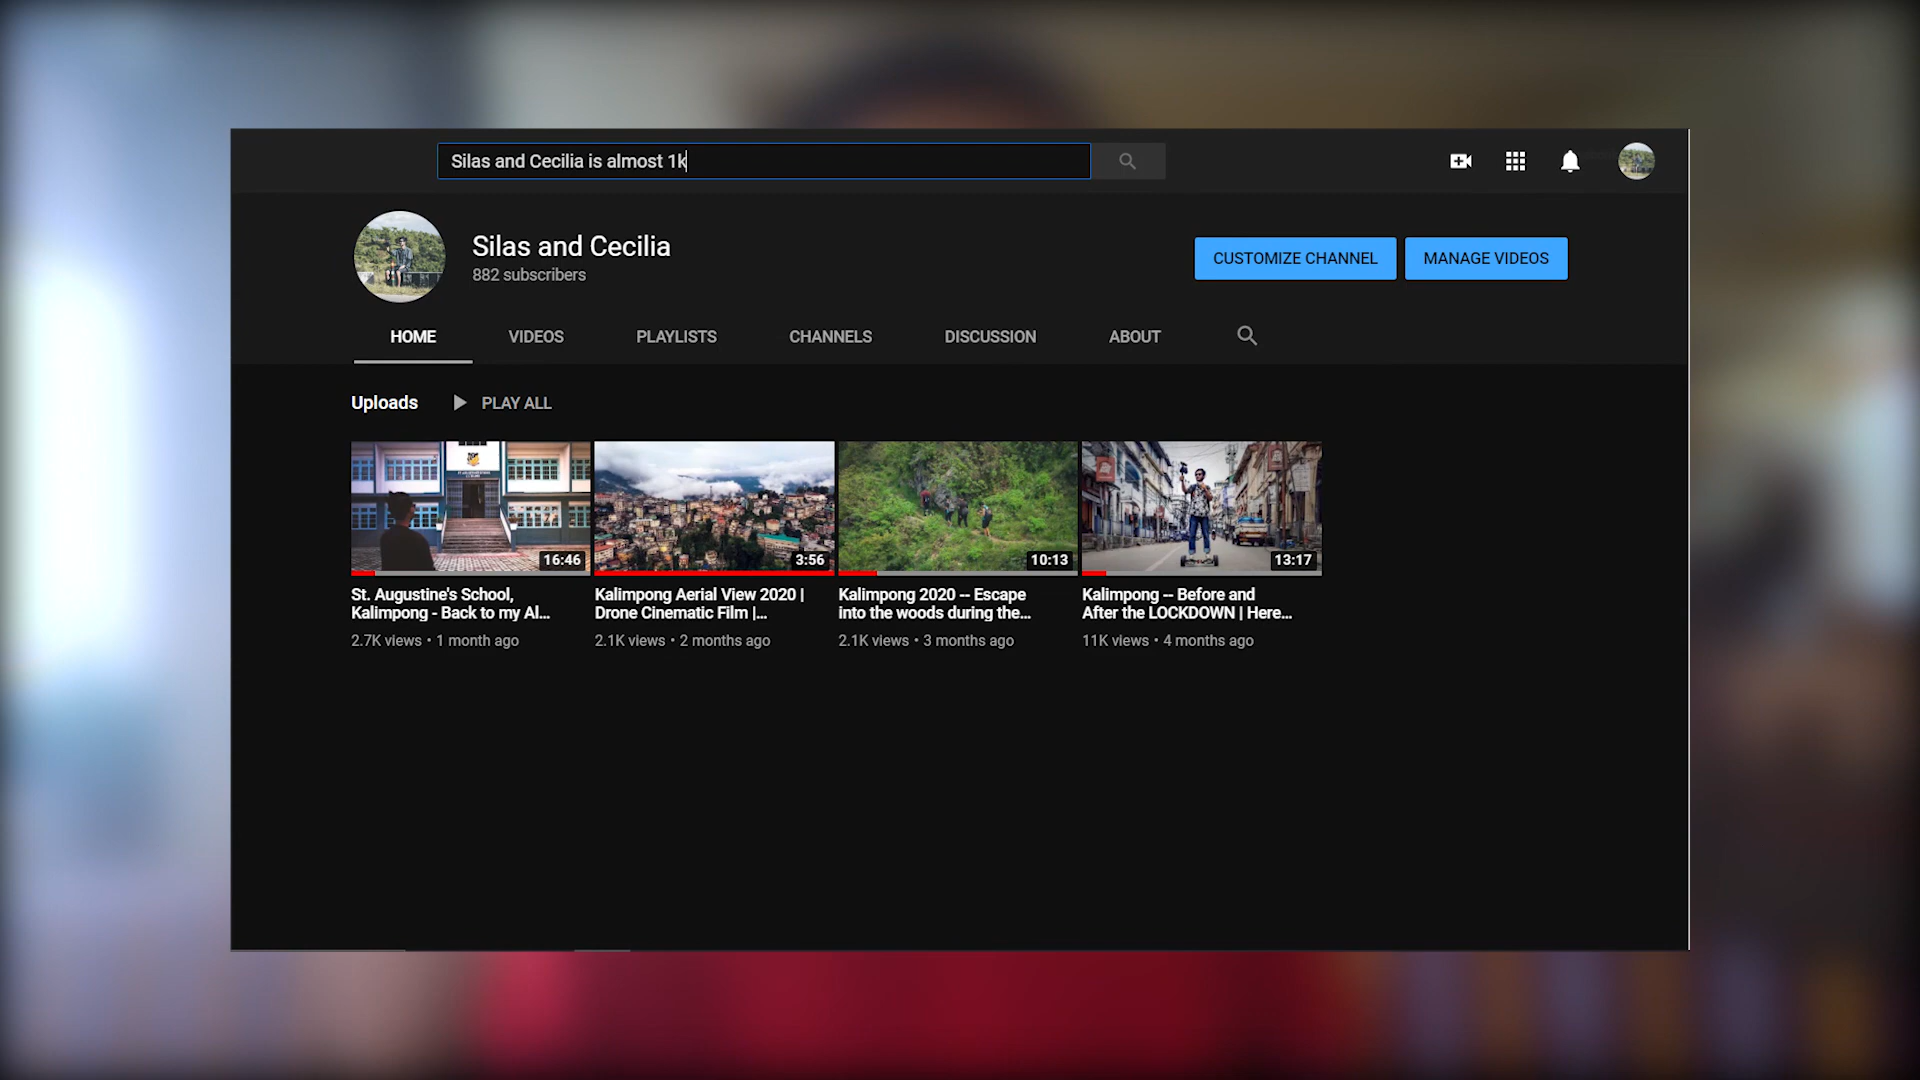 Silas and Cecilia is almost 1k
Silas and Cecilia
882 subscribers
CUSTOMIZE CHANNEL
MANAGE VIDEOS
HOME
VIDEOS
PLAYLISTS
CHANNELS
DISCUSSION
ABOUT
Uploads
PLAY ALL
16:46
3:56
10:13
13:17
St. Augustine's School,
Kalimpong - Back to my Al...
2.7K views • 1 month ago
Kalimpong Aerial View 2020 |
Drone Cinematic Film |...
2.1K views • 2 months ago
Kalimpong 2020 -- Escape
into the woods during the...
2.1K views • 3 months ago
Kalimpong -- Before and
After the LOCKDOWN | Here...
11K views • 4 months ago